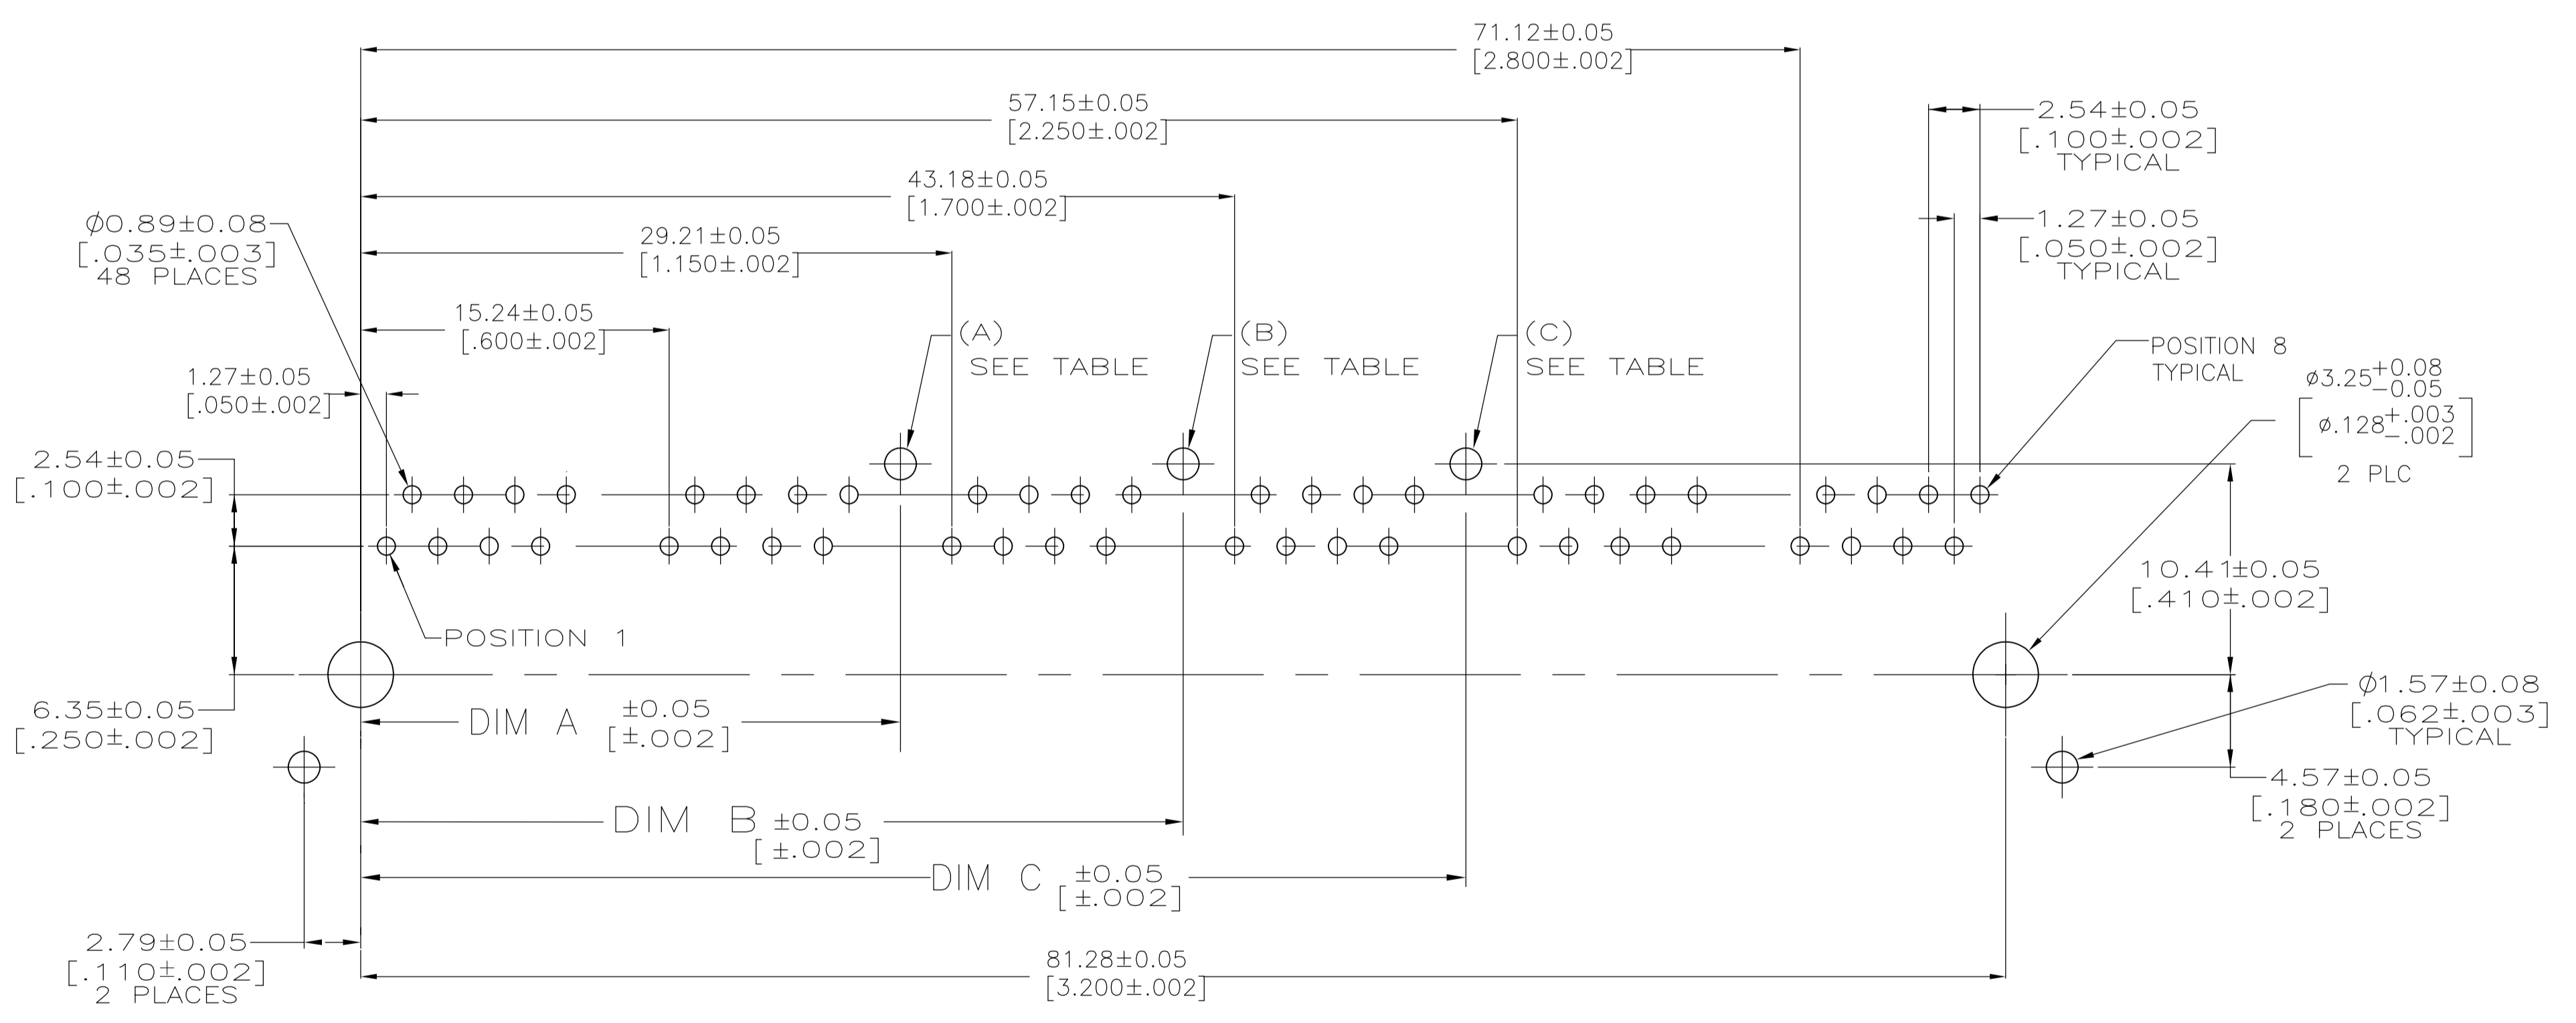 71.12±0.05
[2.800±.002]
57.15±0.05
[2.250±.002]
2.54±0.05
[.100±.002]
TYPICAL
43.18±0.05
[1.700±.002]
1.27±0.05
[.050±.002]
TYPICAL
ø0.89±0.08
[.035±.003]
48 PLACES
29.21±0.05
[1.150±.002]
15.24±0.05
[.600±.002]
(A)
SEE TABLE
(B)
SEE TABLE
(C)
SEE TABLE
POSITION 8
TYPICAL
1.27±0.05
[.050±.002]
ø3.25+0.08
-0.05
[ø.128+.003
-.002]
2 PLC
2.54±0.05
[.100±.002]
10.41±0.05
[.410±.002]
POSITION 1
6.35±0.05
[.250±.002]
DIM A ±0.05
[±.002]
ø1.57±0.08
[.062±.003]
TYPICAL
4.57±0.05
[.180±.002]
2 PLACES
DIM B ±0.05
[±.002]
DIM C ±0.05
[±.002]
2.79±0.05
[.110±.002]
2 PLACES
81.28±0.05
[3.200±.002]